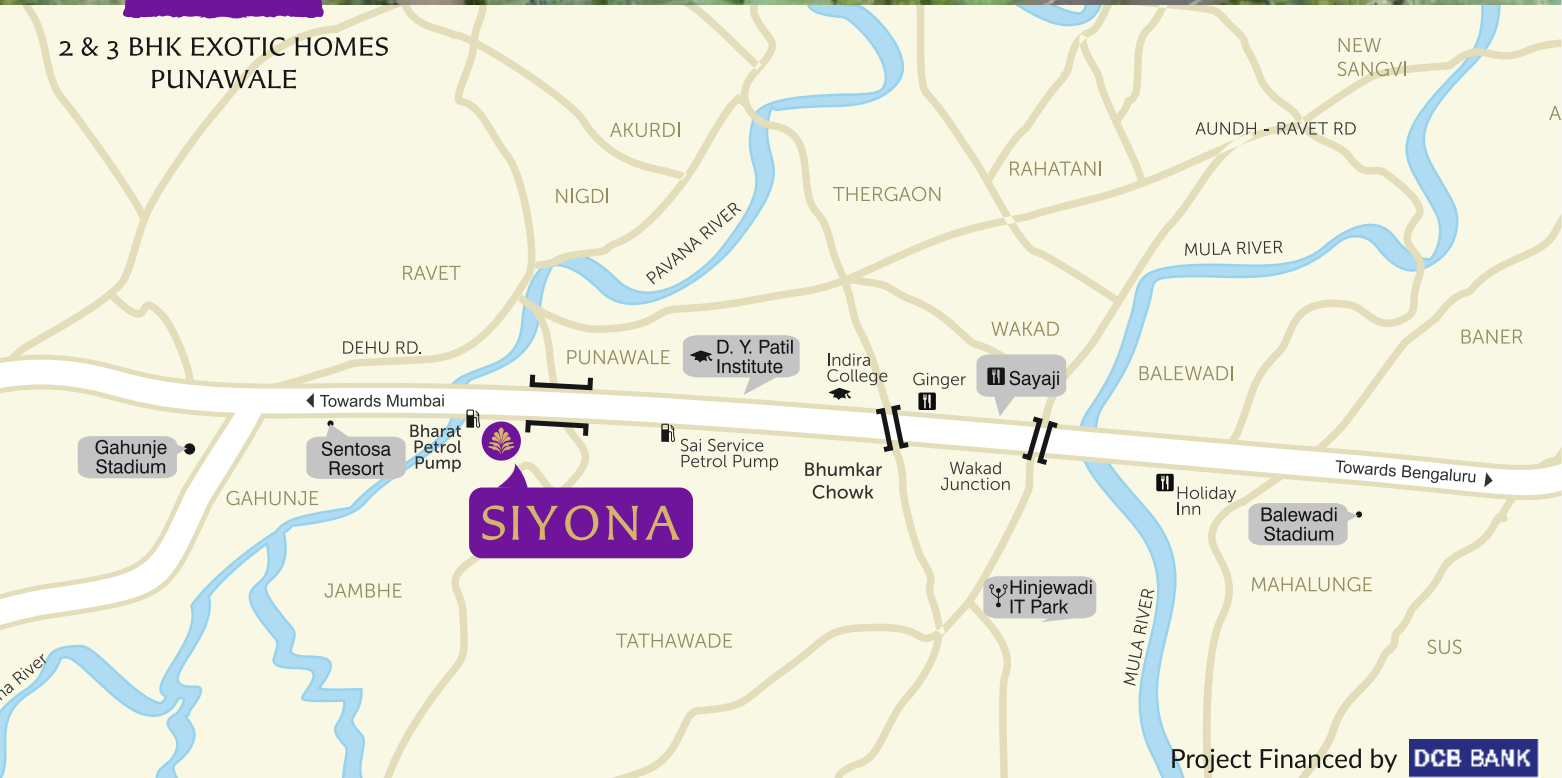 2 & 3 BHK EXOTIC HOMES
PUNAWALE
NEW
SANGVI
AKURDI
AUNDH - RAVET RD
RAHATANI
NIGDI
THERGAON
PAVANA RIVER
MULA RIVER
RAVET
WAKAD
BANER
DEHU RD.
PUNAWALE
D. Y. Patil
Institute
Indira
College
Ginger
Sayaji
BALEWADI
Towards Mumbai
Bharat
Petrol
Pump
Sentosa
Resort
Gahunje
Stadium
Sai Service
Petrol Pump
Bhumkar
Chowk
Wakad
Junction
Towards Bengaluru
Holiday
Inn
Balewadi
Stadium
GAHUNJE
SIYONA
JAMBHE
Hinjewadi
IT Park
MAHALUNGE
TATHAWADE
MULA RIVER
SUS
River
Project Financed by DCB BANK